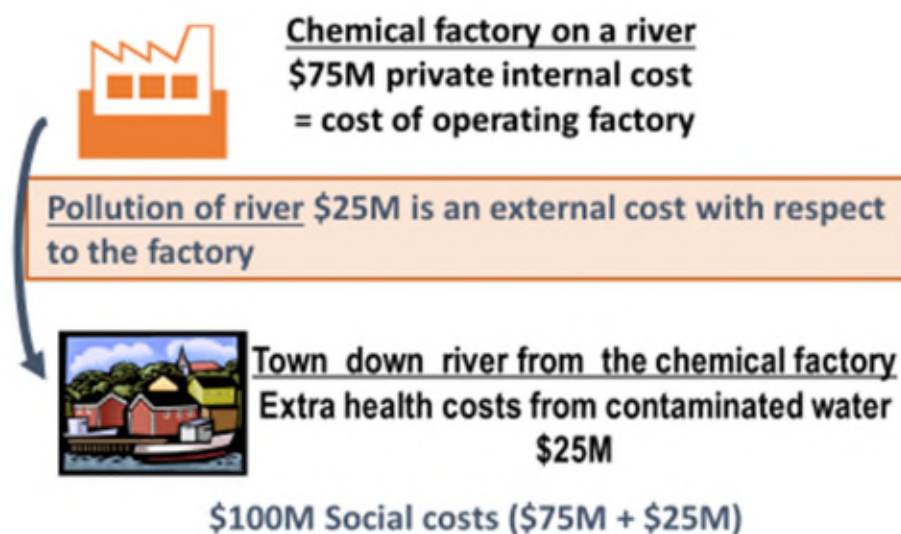 Chemical factory on a river
$75M private internal cost
= cost of operating factory
Pollution of river $25M is an external cost with respect
to the factory
Town down river from the chemical factory
Extra health costs from contaminated water
$25M
$100M Social costs ($75M + $25M)